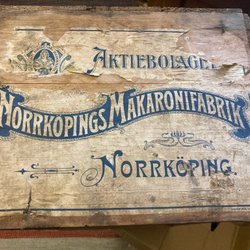 AKTIEBOLAGET
NORRKÖPINGS MAKARONIFABRIK
NORRKÖPING.